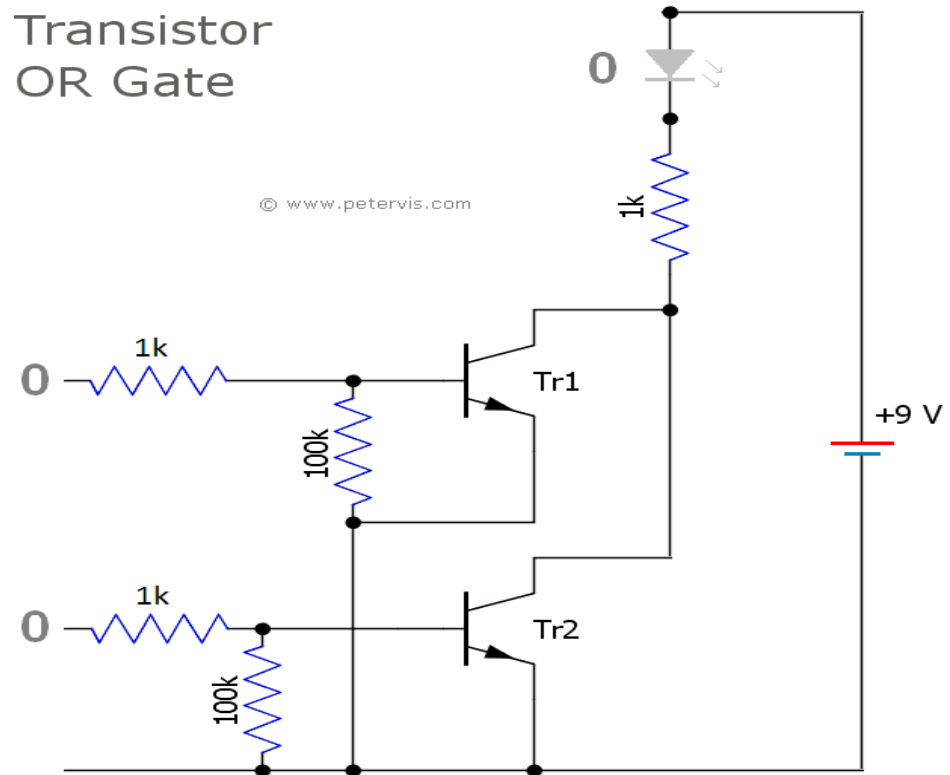 Transistor
OR Gate
0
© www.petervis.com
1k
1k
0
Tr1
+9 V
100k
1k
0
Tr2
100k